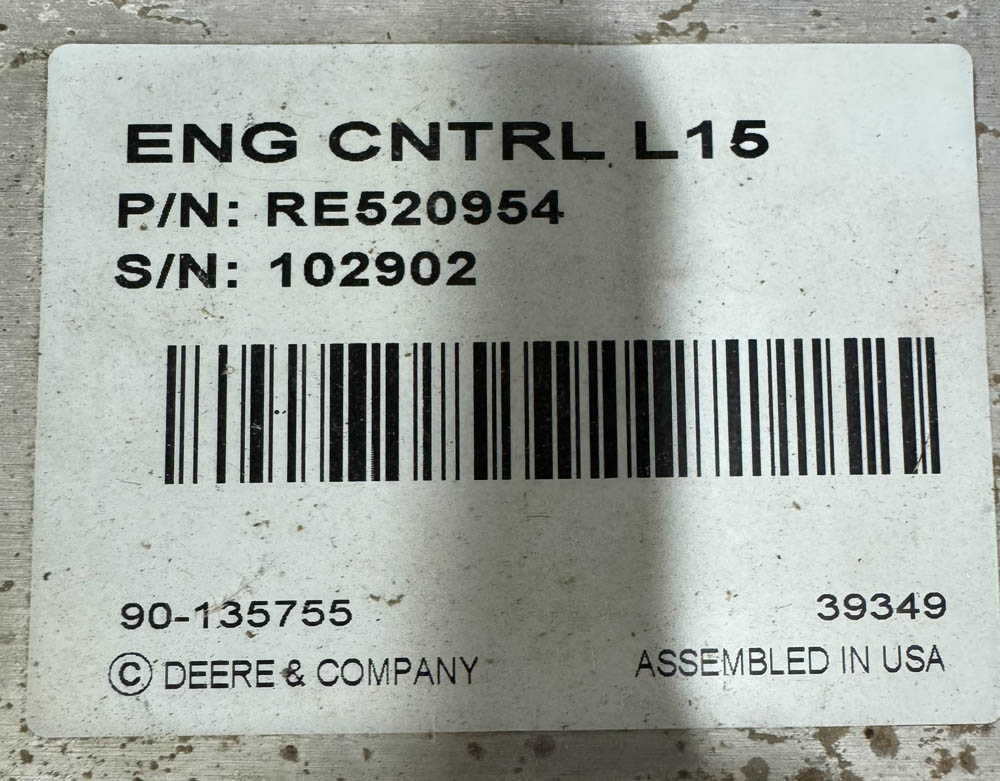 ENG CNTRL L15
P/N: RE520954
S/N: 102902
90-135755
39349
© DEERE & COMPANY
ASSEMBLED IN USA